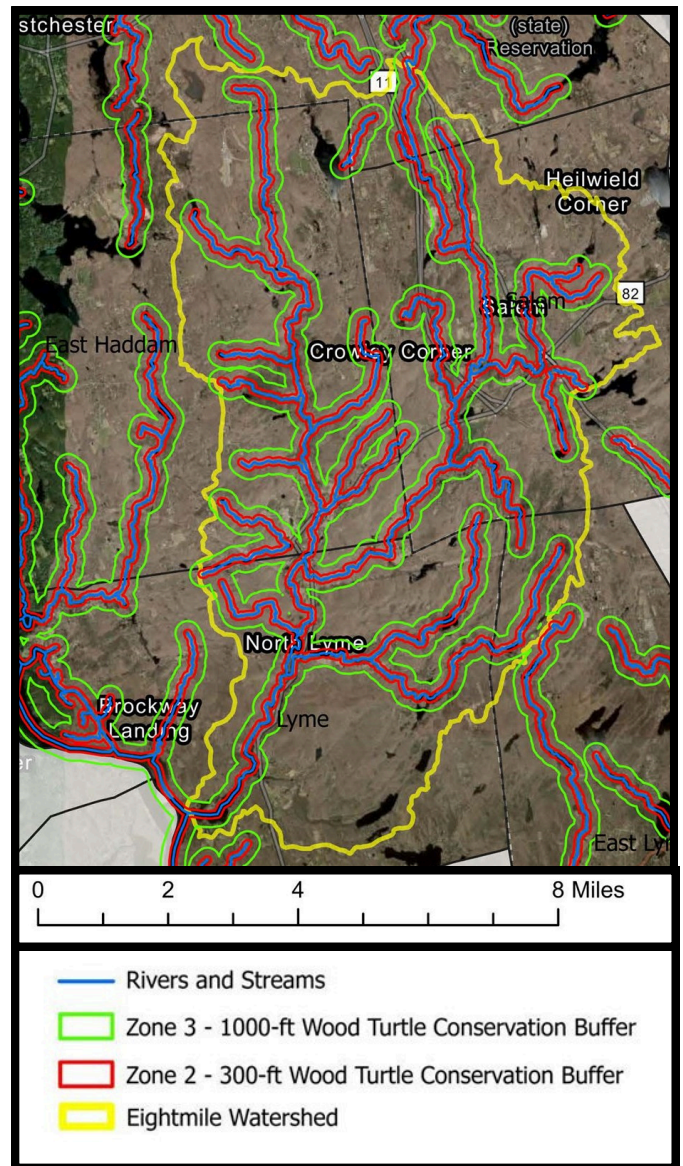 stchester
(state)
Reservation
11
Heilwield
Corner
82
Salem
Salem
East Haddam
Crowley Corner
North Lyme
Brockway
Landing
Lyme
er
East Ly
0 2 4 8 Miles
Rivers and Streams
Zone 3 - 1000-ft Wood Turtle Conservation Buffer
Zone 2 - 300-ft Wood Turtle Conservation Buffer
Eightmile Watershed